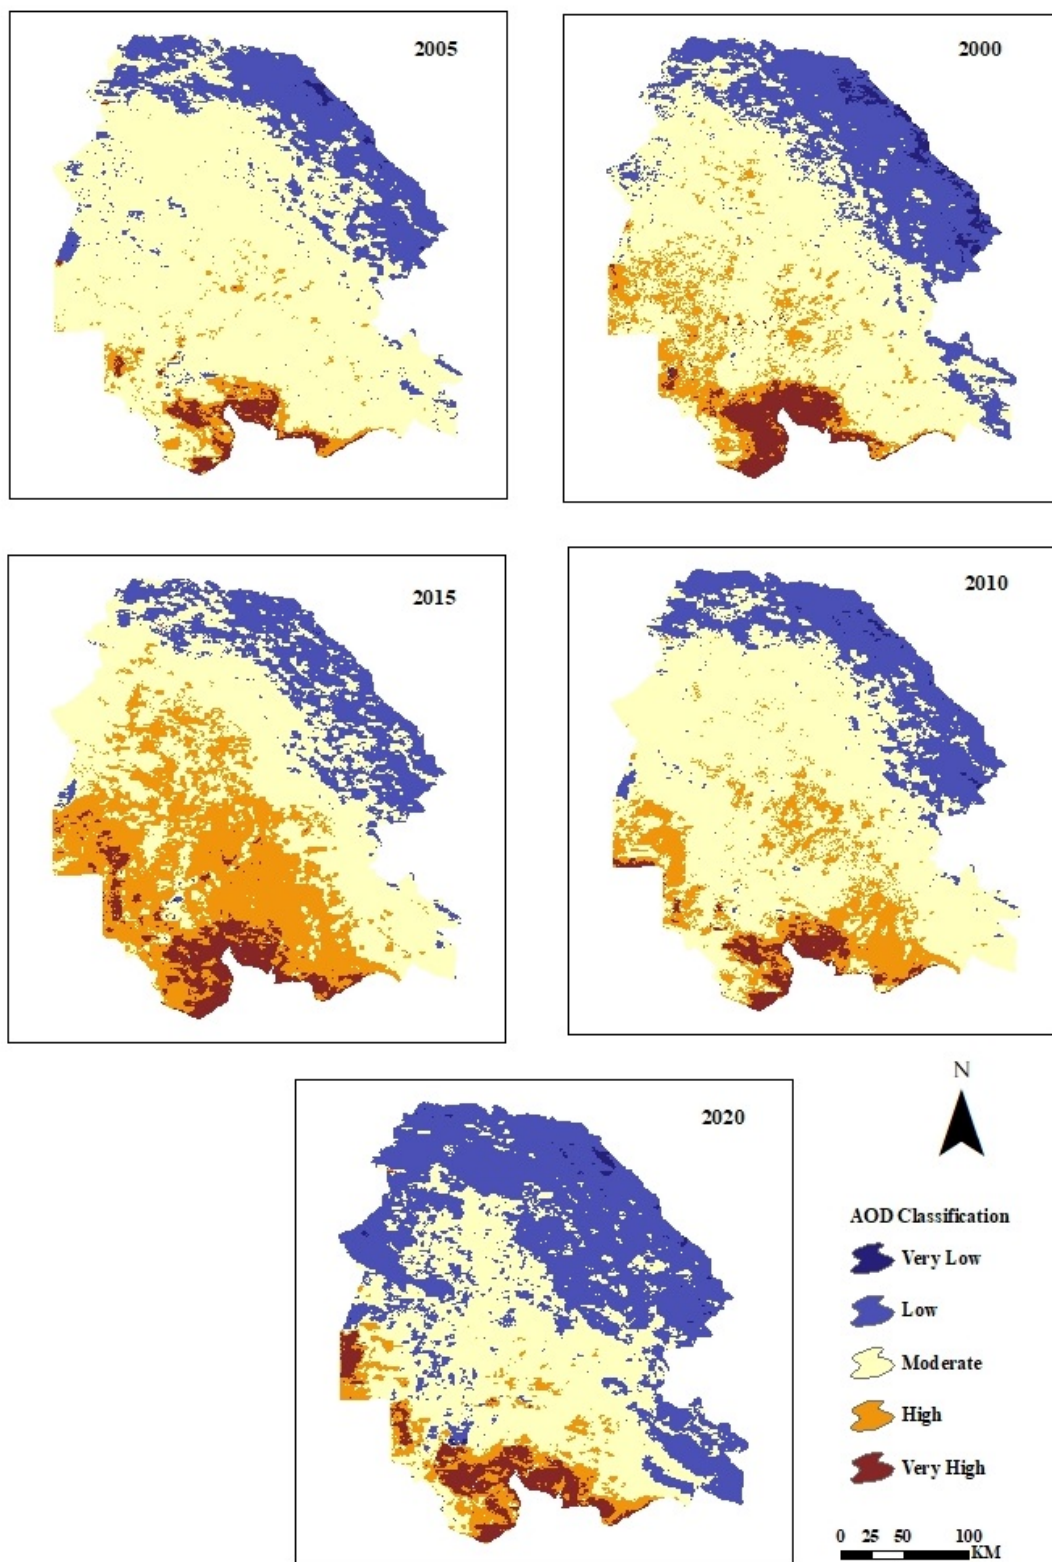 2005
2000
2015
2010
2020
N
AOD Classification
Very Low
Low
Moderate
High
Very High
0 25 50 100
KM